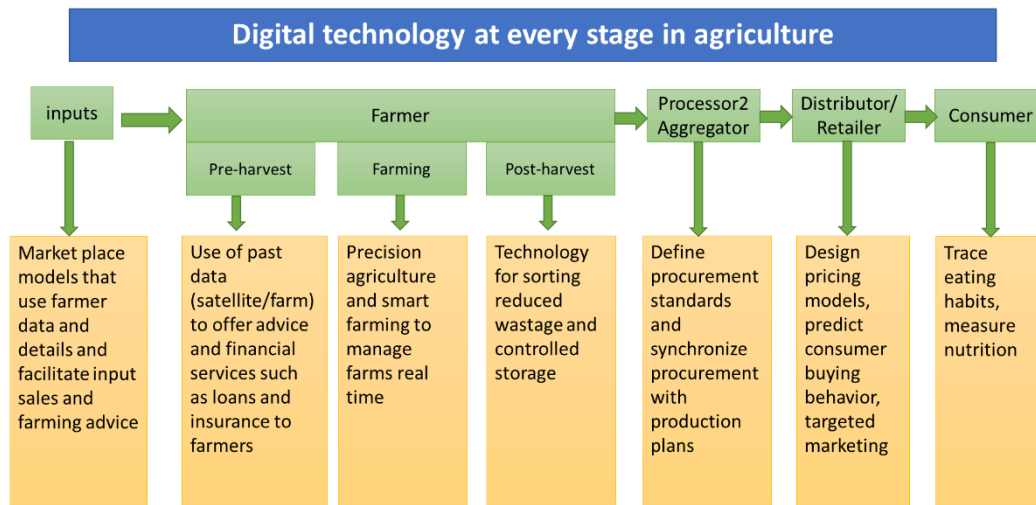 Digital technology at every stage in agriculture
inputs
Farmer
Processor2
Aggregator
Distributor/
Retailer
Consumer
Pre-harvest
Farming
Post-harvest
Market place
models that
use farmer
data and
details and
facilitate input
sales and
farming advice
Use of past
data
(satellite/farm)
to offer advice
and financial
services such
as loans and
insurance to
farmers
Precision
agriculture
and smart
farming to
manage
farms real
time
Technology
for sorting
reduced
wastage and
controlled
storage
Define
procurement
standards
and
synchronize
procurement
with
production
plans
Design
pricing
models,
predict
consumer
buying
behavior,
targeted
marketing
Trace
eating
habits,
measure
nutrition